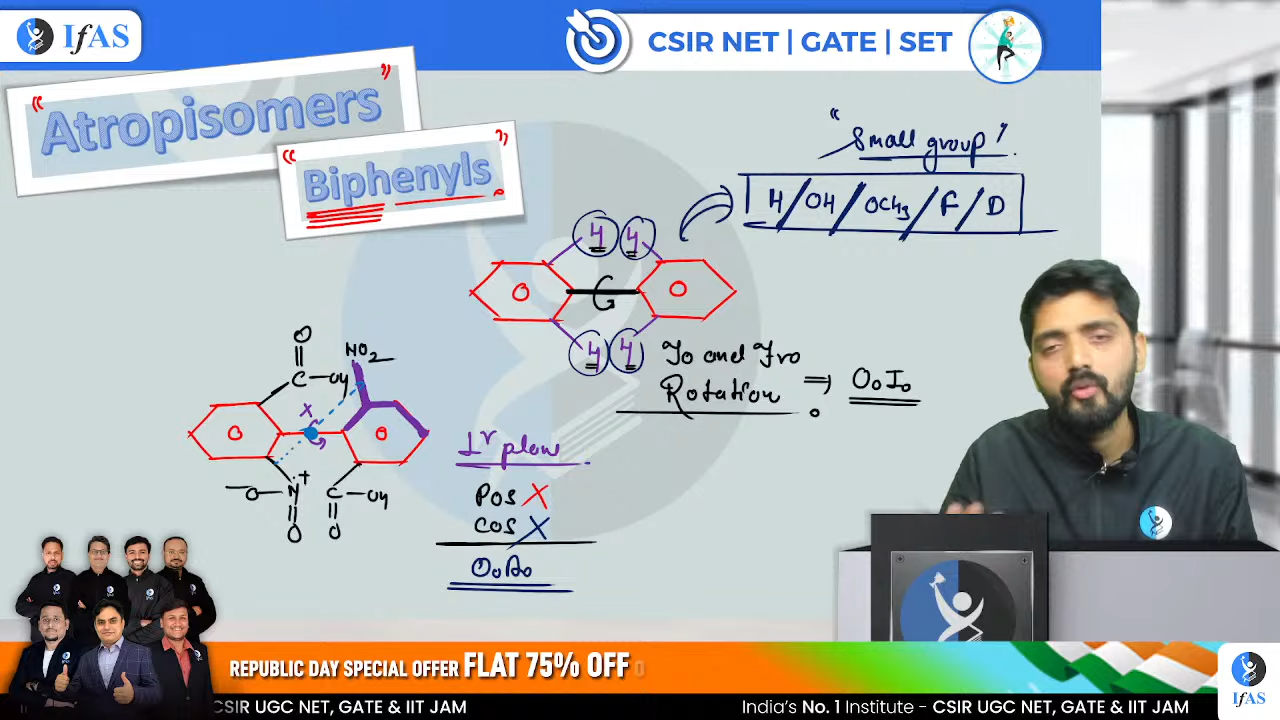 IfAS
CSIR NET | GATE | SET
"Atropisomers"
"Biphenyls"
"Small group"
H / OH / OCH3 / F / D
H H
G
H H
To and Fro
Rotation ⇒ O.I.
O
C—OH
NO2
x
⊥r plane
POS X
COS X
O.A.
–O—N+
O
C—OH
O
REPUBLIC DAY SPECIAL OFFER FLAT 75% OFF
CSIR UGC NET, GATE & IIT JAM
India's No. 1 Institute - CSIR UGC NET, GATE & IIT JAM
IfAS